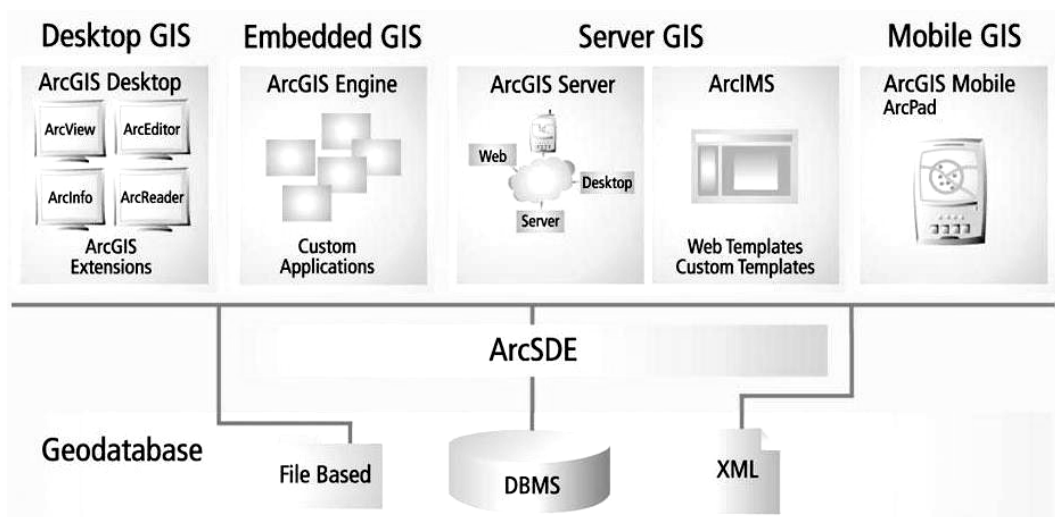 Desktop GIS
Embedded GIS
Server GIS
Mobile GIS
ArcGIS Desktop
ArcView
ArcEditor
ArcInfo
ArcReader
ArcGIS
Extensions
ArcGIS Engine
Custom
Applications
ArcGIS Server
Web
Desktop
Server
ArcIMS
Web Templates
Custom Templates
ArcGIS Mobile
ArcPad
ArcSDE
Geodatabase
File Based
DBMS
XML